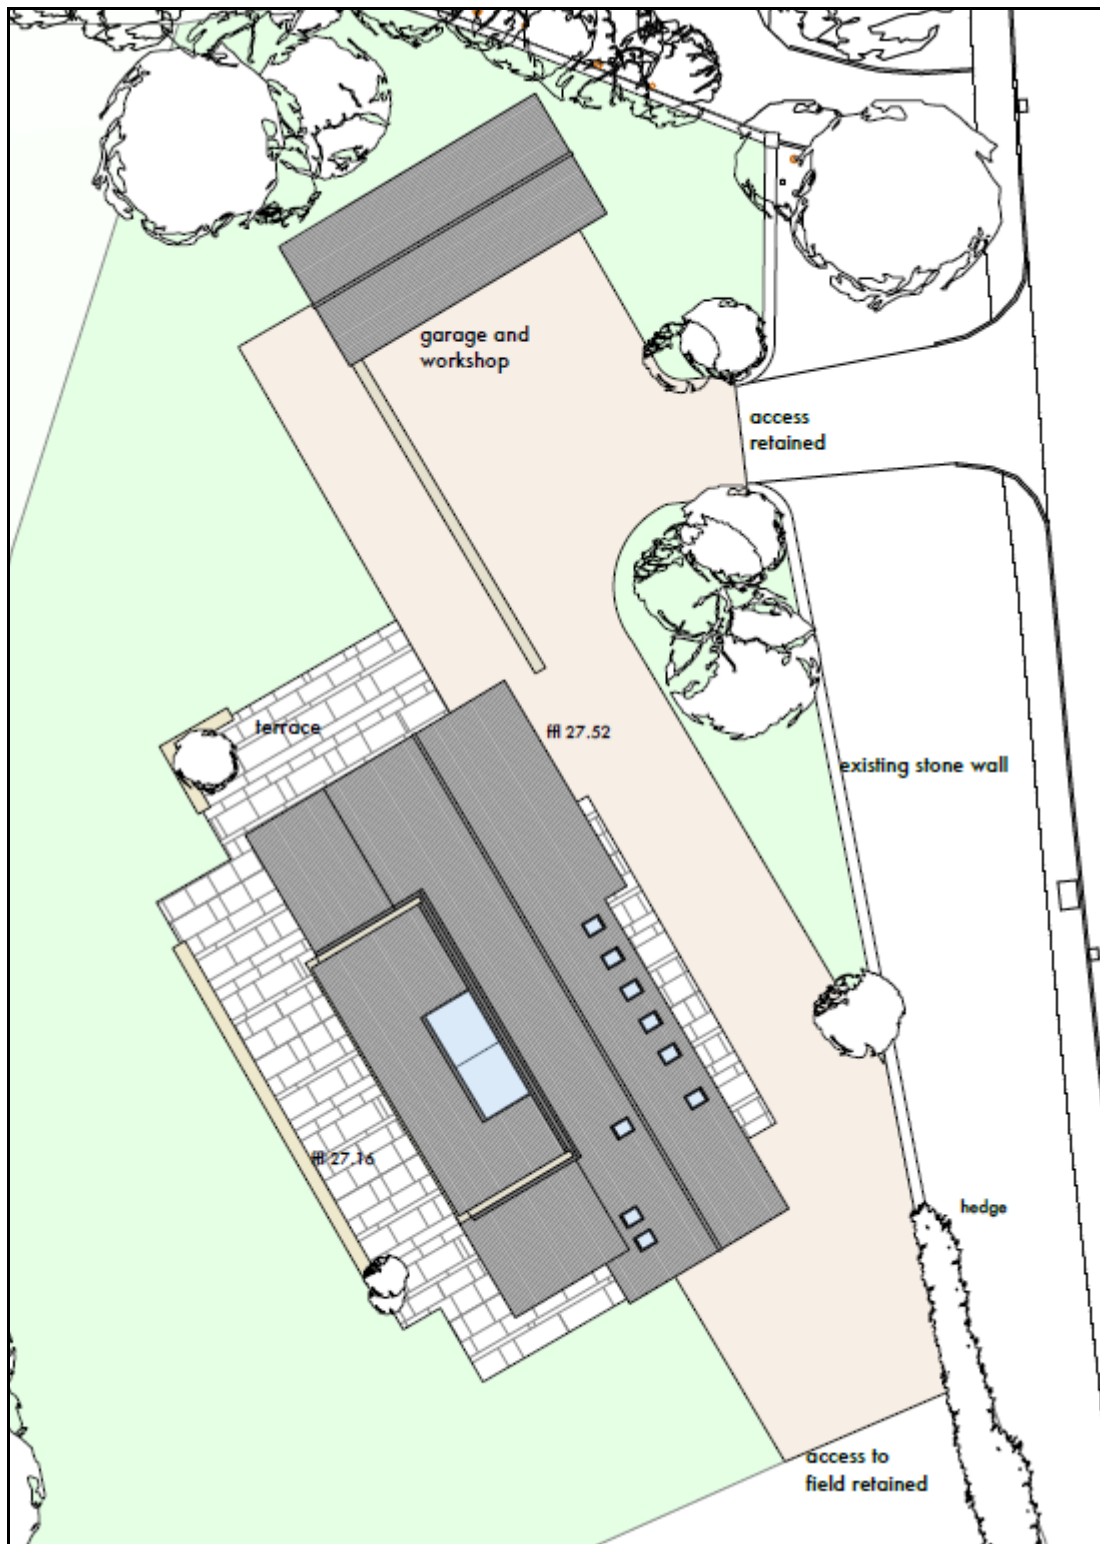 garage and
workshop
access
retained
terrace
ffl 27.52
existing stone wall
ffl 27.16
hedge
access to
field retained